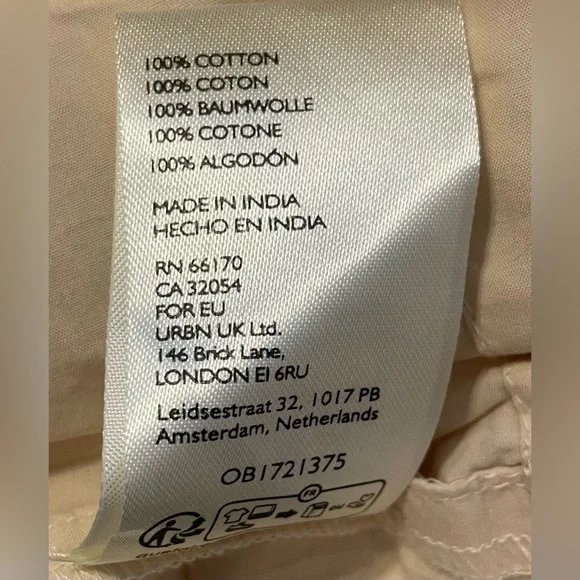 100% COTTON
100% COTON
100% BAUMWOLLE
100% COTONE
100% ALGODÓN
MADE IN INDIA
HECHO EN INDIA
RN 66170
CA 32054
FOR EU
URBN UK Ltd.
146 Brick Lane,
LONDON E1 6RU
Leidsestraat 32, 1017 PB
Amsterdam, Netherlands
OB1721375
FR